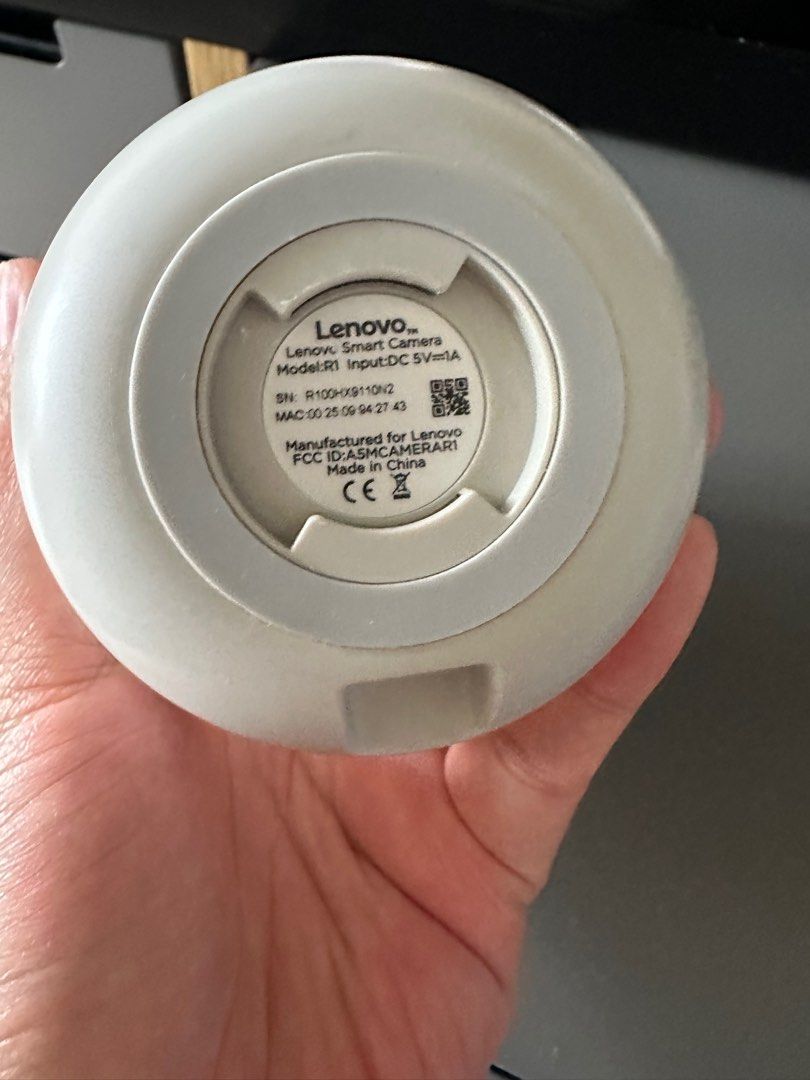 Lenovo™
Lenovo Smart Camera
Model:R1 Input:DC 5V⎓1A
SN: R100HX9110N2
MAC:00 25 09 94 27 43
Manufactured for Lenovo
FCC ID:A5MCAMERAR1
Made in China
CE